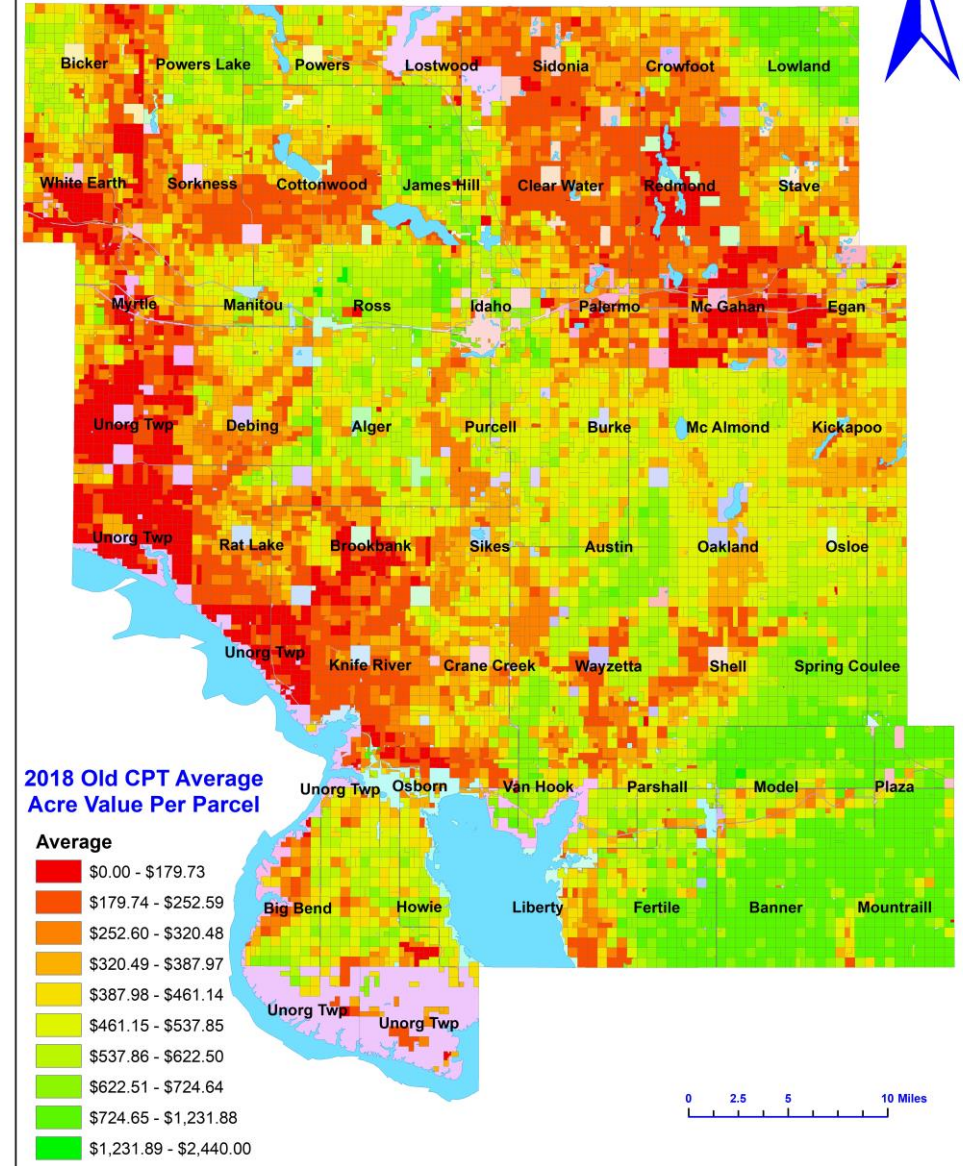 Bicker Powers Lake Powers Lostwood Sidonia Crowfoot Lowland
White Earth Sorkness Cottonwood James Hill Clear Water Redmond Stave
Myrtle Manitou Ross Idaho Palermo Mc Gahan Egan
Unorg Twp Debing Alger Purcell Burke Mc Almond Kickapoo
Unorg Twp Rat Lake Brookbank Sikes Austin Oakland Osloe
Unorg Twp Knife River Crane Creek Wayzetta Shell Spring Coulee
Unorg Twp Osborn Van Hook Parshall Model Plaza
Big Bend Howie Liberty Fertile Banner Mountraill
Unorg Twp Unorg Twp
2018 Old CPT Average
Acre Value Per Parcel
Average
$0.00 - $179.73
$179.74 - $252.59
$252.60 - $320.48
$320.49 - $387.97
$387.98 - $461.14
$461.15 - $537.85
$537.86 - $622.50
$622.51 - $724.64
$724.65 - $1,231.88
$1,231.89 - $2,440.00
0 2.5 5 10 Miles